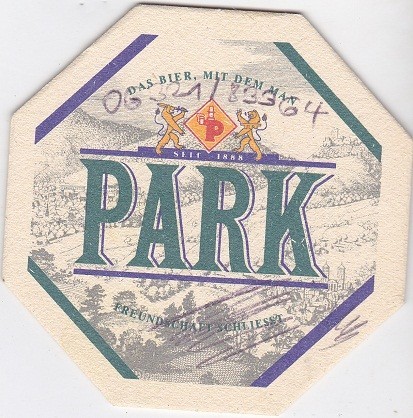 DAS BIER, MIT DEM MAN
P
SEIT 1888
PARK
FREUNDSCHAFT SCHLIESST.